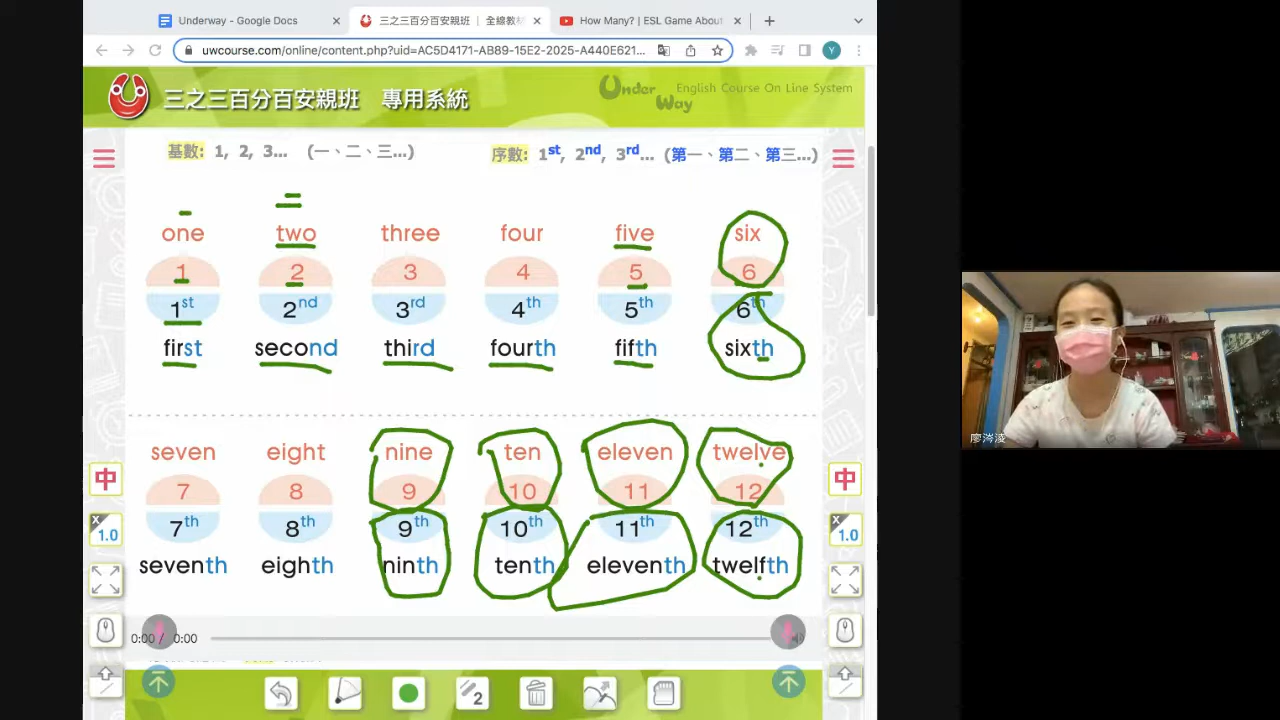 Underway - Google Docs
三之三百分百安親班 | 全線教材
How Many? | ESL Game About
uwcourse.com/online/content.php?uid=AC5D4171-AB89-15E2-2025-A440E621...
Y
三之三百分百安親班 專用系統
Under Way
English Course On Line System
基數: 1, 2, 3... (一、二、三...)
序數: 1st, 2nd, 3rd... (第一、第二、第三...)
一 二
one two three four five six
1 2 3 4 5 6
1st 2nd 3rd 4th 5th 6th
first second third fourth fifth sixth
seven eight nine ten eleven twelve
7 8 9 10 11 12
7th 8th 9th 10th 11th 12th
seventh eighth ninth tenth eleventh twelfth
中 中
x 1.0 x 1.0
0:00 / 0:00
2